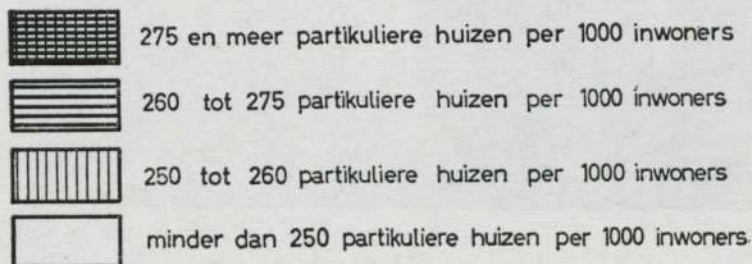 275 en meer partikuliere huizen per 1000 inwoners
260 tot 275 partikuliere huizen per 1000 inwoners
250 tot 260 partikuliere huizen per 1000 inwoners
minder dan 250 partikuliere huizen per 1000 inwoners.